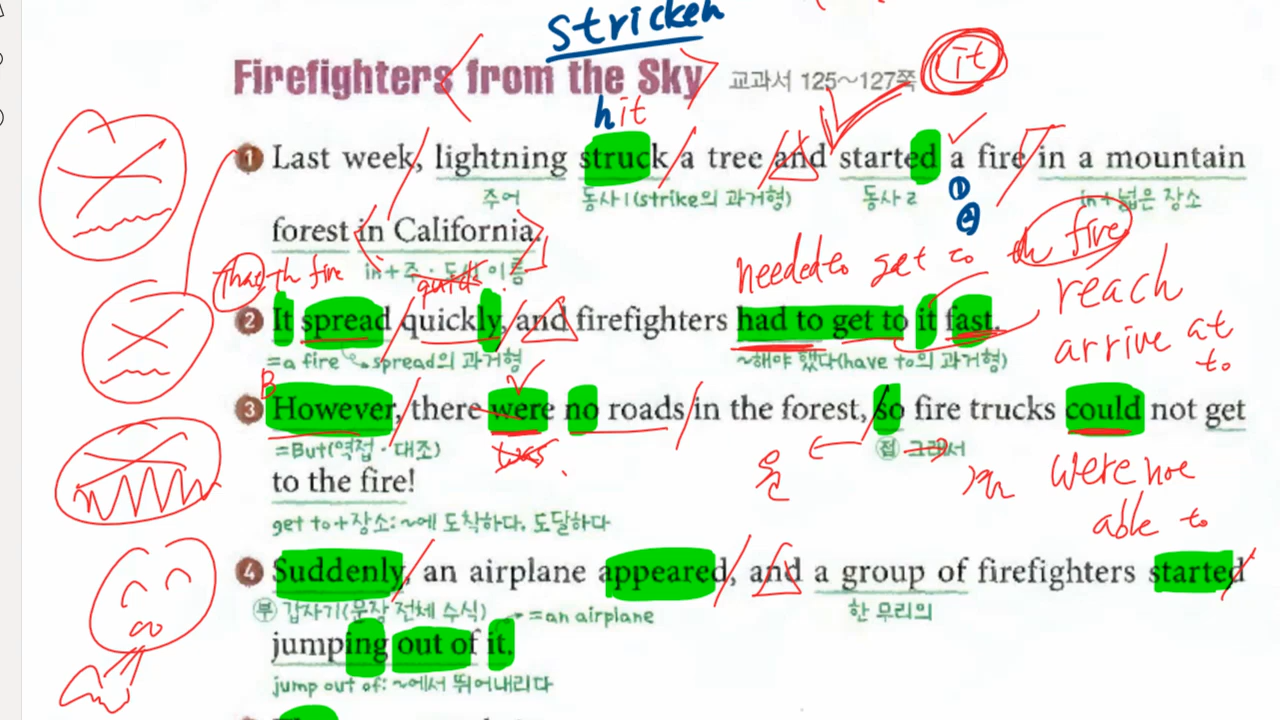 stricken
Firefighters from the Sky 교과서 125~127쪽 it
hit
1 Last week, lightning struck a tree and started a fire in a mountain
주어 동사1(strike의 과거형) 동사2 ① ② in+넓은 장소
forest in California.
That th fire in+주·도시 이름 needed to get to th fire
2 It spread quickly, and firefighters had to get to it fast. reach
=a fire spread의 과거형 ~해야 했다(have to의 과거형) arrive at
to
B
3 However, there were no roads in the forest, so fire trucks could not get
=But(역접·대조) was 접 그래서
to the fire! were not
get to+장소: ~에 도착하다, 도달하다 able to
4 Suddenly, an airplane appeared, and a group of firefighters started
부 갑자기(문장 전체 수식) =an airplane 한 무리의
jumping out of it.
jump out of: ~에서 뛰어내리다